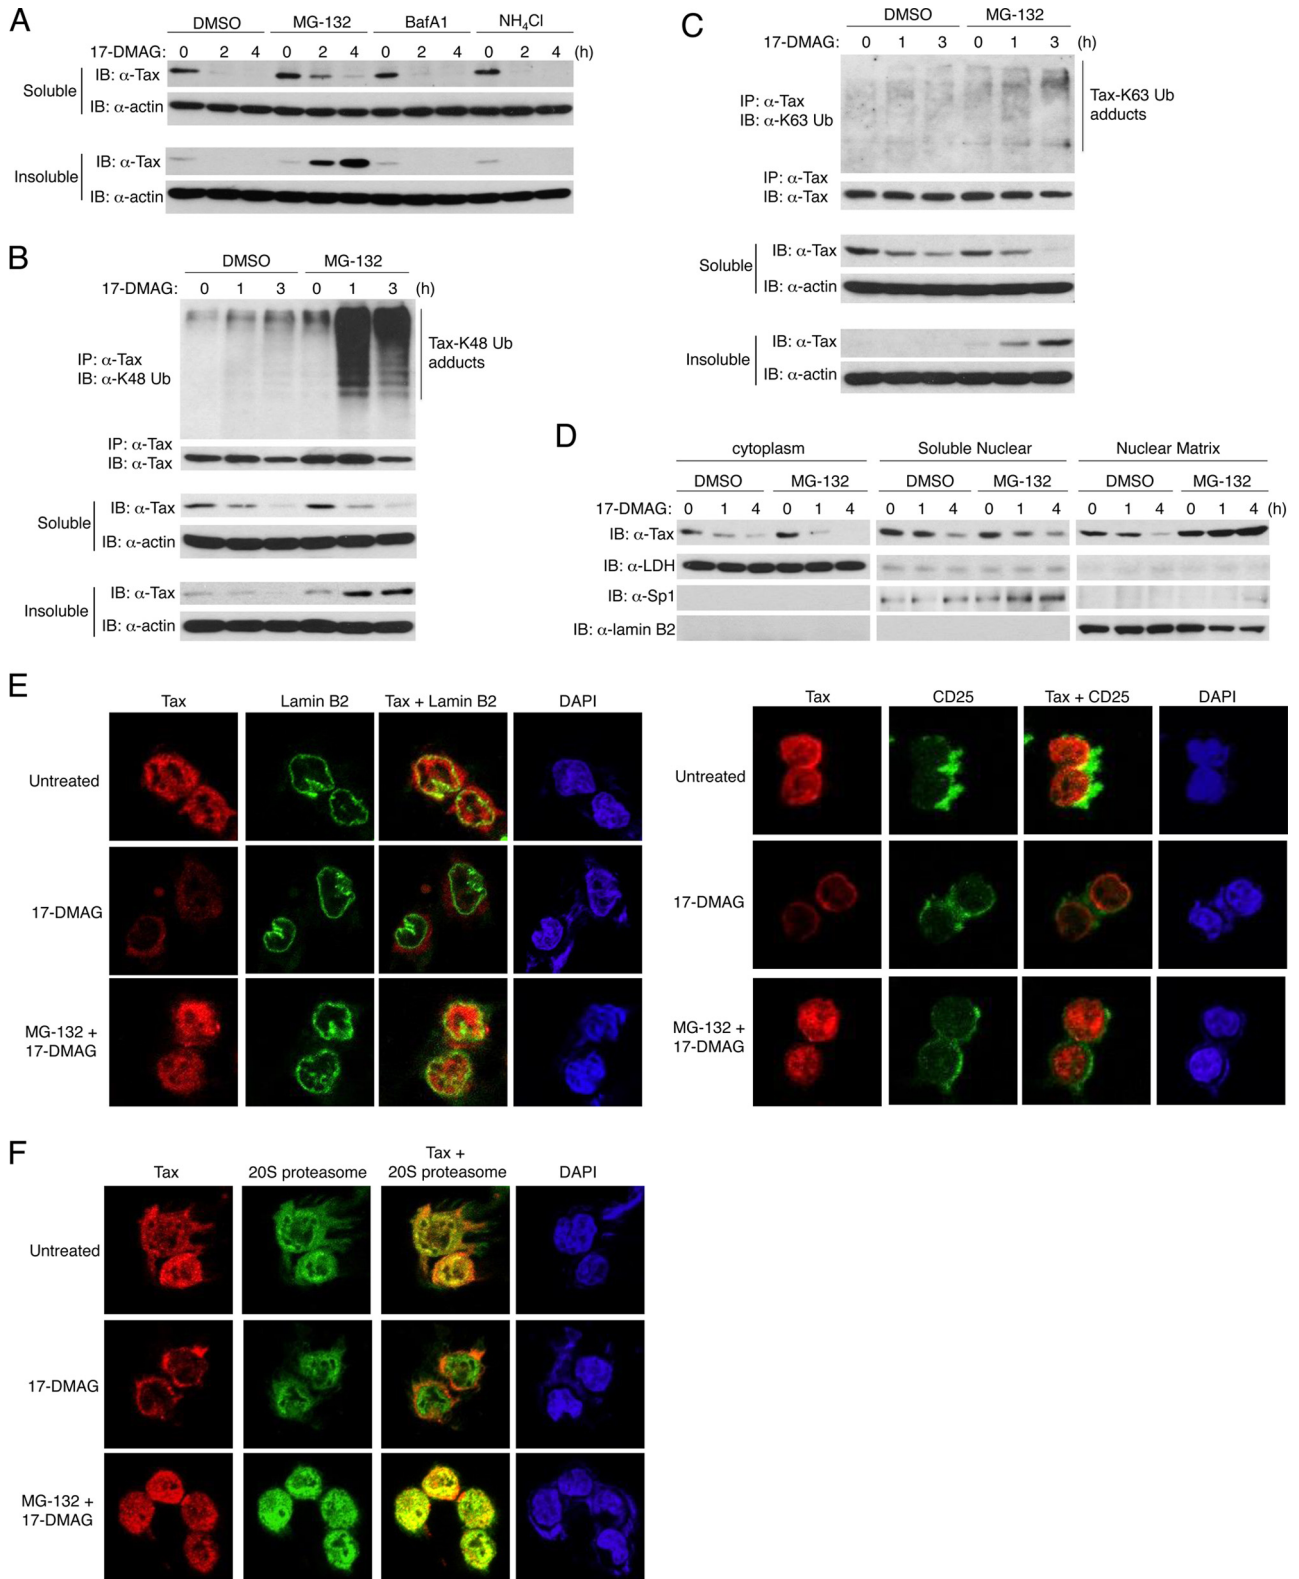 A
DMSO MG-132 BafA1 NH4Cl
17-DMAG: 0 2 4 0 2 4 0 2 4 0 2 4 (h)
Soluble
IB: α-Tax
IB: α-actin
Insoluble
IB: α-Tax
IB: α-actin
B
DMSO MG-132
17-DMAG: 0 1 3 0 1 3 (h)
IP: α-Tax
IB: α-K48 Ub
Tax-K48 Ub
adducts
IP: α-Tax
IB: α-Tax
Soluble
IB: α-Tax
IB: α-actin
Insoluble
IB: α-Tax
IB: α-actin
C
DMSO MG-132
17-DMAG: 0 1 3 0 1 3 (h)
IP: α-Tax
IB: α-K63 Ub
Tax-K63 Ub
adducts
IP: α-Tax
IB: α-Tax
Soluble
IB: α-Tax
IB: α-actin
Insoluble
IB: α-Tax
IB: α-actin
D
cytoplasm Soluble Nuclear Nuclear Matrix
DMSO MG-132 DMSO MG-132 DMSO MG-132
17-DMAG: 0 1 4 0 1 4 0 1 4 0 1 4 0 1 4 0 1 4 (h)
IB: α-Tax
IB: α-LDH
IB: α-Sp1
IB: α-lamin B2
E
Tax Lamin B2 Tax + Lamin B2 DAPI
Untreated
17-DMAG
MG-132 +
17-DMAG
Tax CD25 Tax + CD25 DAPI
Untreated
17-DMAG
MG-132 +
17-DMAG
F
Tax 20S proteasome Tax +
20S proteasome DAPI
Untreated
17-DMAG
MG-132 +
17-DMAG